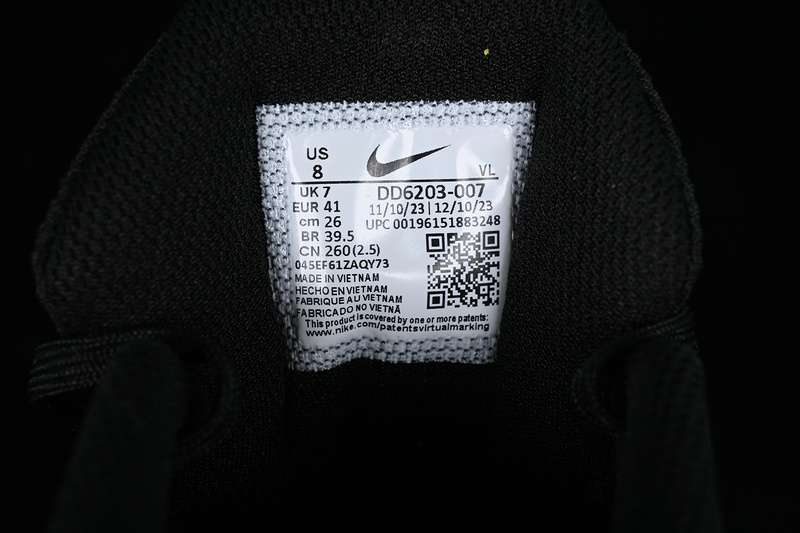 US
8
VL
UK 7
DD6203-007
EUR 41
11/10/23 | 12/10/23
cm 26
UPC 00196151883248
BR 39.5
CN 260(2.5)
045EF61ZAQY73
MADE IN VIETNAM
HECHO EN VIETNAM
FABRIQUE AU VIETNAM
FABRICADO NO VIETNÃ
This product is covered by one or more patents:
www.nike.com/patentsvirtualmarking